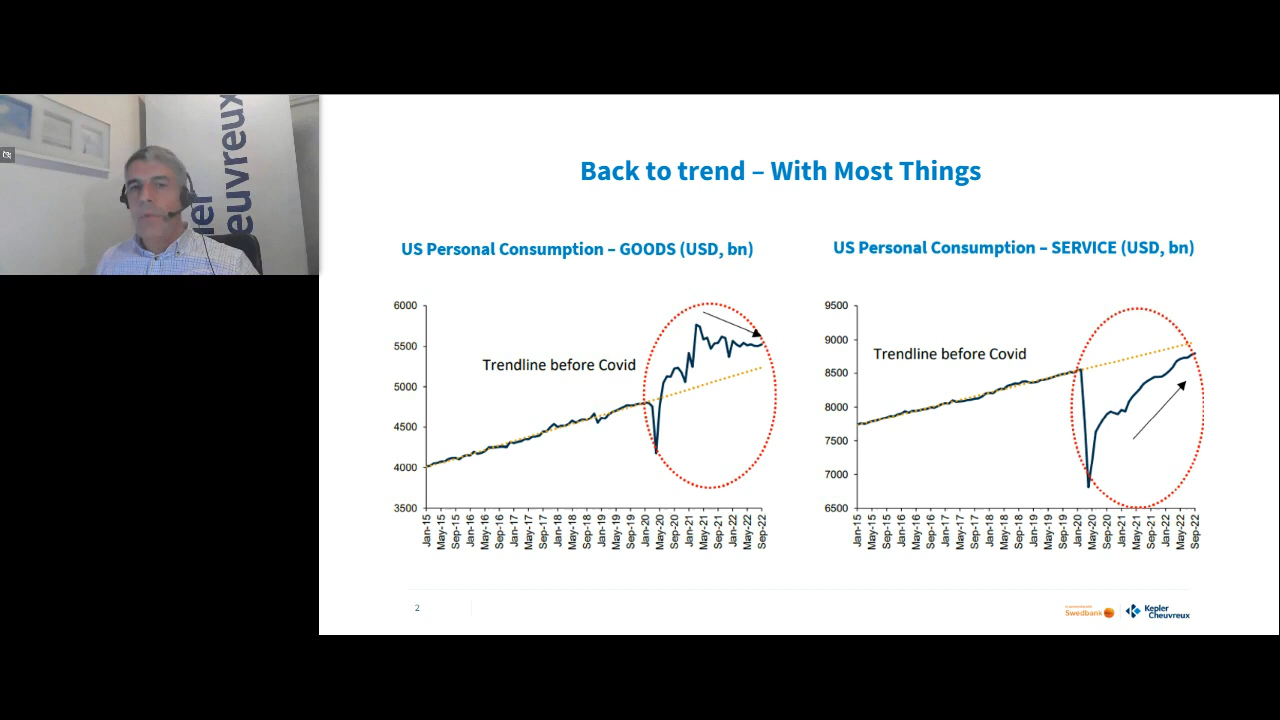 euvreux
ler
Back to trend – With Most Things
US Personal Consumption – GOODS (USD, bn)
6000
5500
5000
4500
4000
3500
Trendline before Covid
Jan-15
May-15
Sep-15
Jan-16
May-16
Sep-16
Jan-17
May-17
Sep-17
Jan-18
May-18
Sep-18
Jan-19
May-19
Sep-19
Jan-20
May-20
Sep-20
Jan-21
May-21
Sep-21
Jan-22
May-22
Sep-22
US Personal Consumption – SERVICE (USD, bn)
9500
9000
8500
8000
7500
7000
6500
Trendline before Covid
Jan-15
May-15
Sep-15
Jan-16
May-16
Sep-16
Jan-17
May-17
Sep-17
Jan-18
May-18
Sep-18
Jan-19
May-19
Sep-19
Jan-20
May-20
Sep-20
Jan-21
May-21
Sep-21
Jan-22
May-22
Sep-22
2
Swedbank
Kepler
Cheuvreux